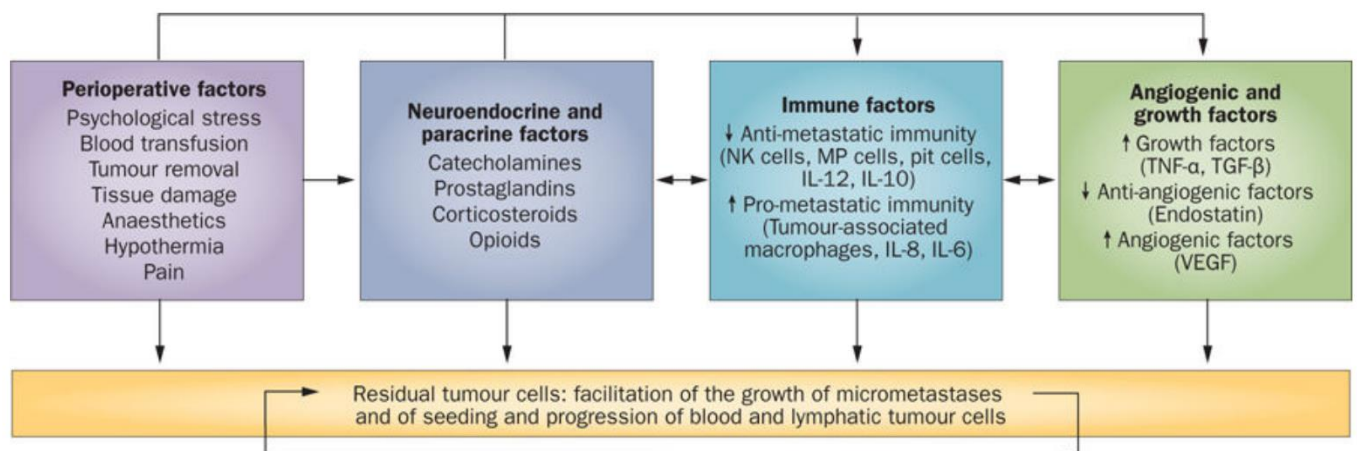 Perioperative factors
Psychological stress
Blood transfusion
Tumour removal
Tissue damage
Anaesthetics
Hypothermia
Pain
Neuroendocrine and
paracrine factors
Catecholamines
Prostaglandins
Corticosteroids
Opioids
Immune factors
↓ Anti-metastatic immunity
(NK cells, MP cells, pit cells,
IL-12, IL-10)
↑ Pro-metastatic immunity
(Tumour-associated
macrophages, IL-8, IL-6)
Angiogenic and
growth factors
↑ Growth factors
(TNF-α, TGF-β)
↓ Anti-angiogenic factors
(Endostatin)
↑ Angiogenic factors
(VEGF)
Residual tumour cells: facilitation of the growth of micrometastases
and of seeding and progression of blood and lymphatic tumour cells